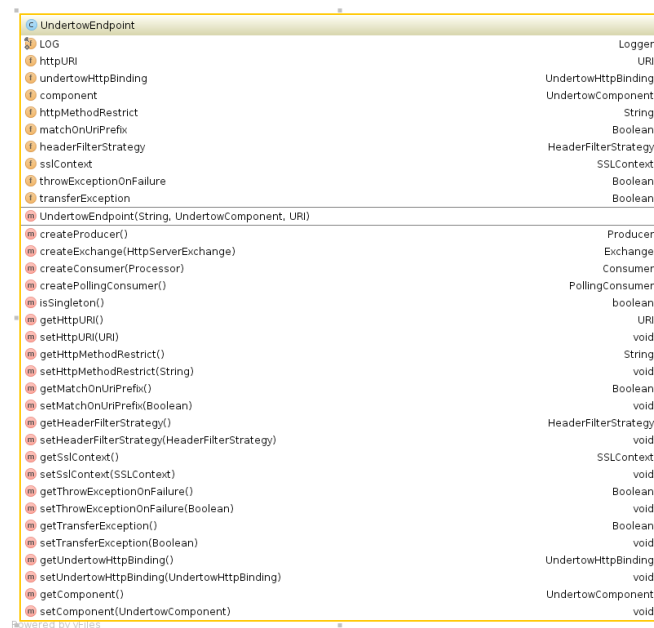 UndertowEndpoint
LOG Logger
httpURI URI
undertowHttpBinding UndertowHttpBinding
component UndertowComponent
httpMethodRestrict String
matchOnUriPrefix Boolean
headerFilterStrategy HeaderFilterStrategy
sslContext SSLContext
throwExceptionOnFailure Boolean
transferException Boolean
UndertowEndpoint(String, UndertowComponent, URI)
createProducer() Producer
createExchange(HttpServerExchange) Exchange
createConsumer(Processor) Consumer
createPollingConsumer() PollingConsumer
isSingleton() boolean
getHttpURI() URI
setHttpURI(URI) void
getHttpMethodRestrict() String
setHttpMethodRestrict(String) void
getMatchOnUriPrefix() Boolean
setMatchOnUriPrefix(Boolean) void
getHeaderFilterStrategy() HeaderFilterStrategy
setHeaderFilterStrategy(HeaderFilterStrategy) void
getSslContext() SSLContext
setSslContext(SSLContext) void
getThrowExceptionOnFailure() Boolean
setThrowExceptionOnFailure(Boolean) void
getTransferException() Boolean
setTransferException(Boolean) void
getUndertowHttpBinding() UndertowHttpBinding
setUndertowHttpBinding(UndertowHttpBinding) void
getComponent() UndertowComponent
setComponent(UndertowComponent) void
Powered by yFiles